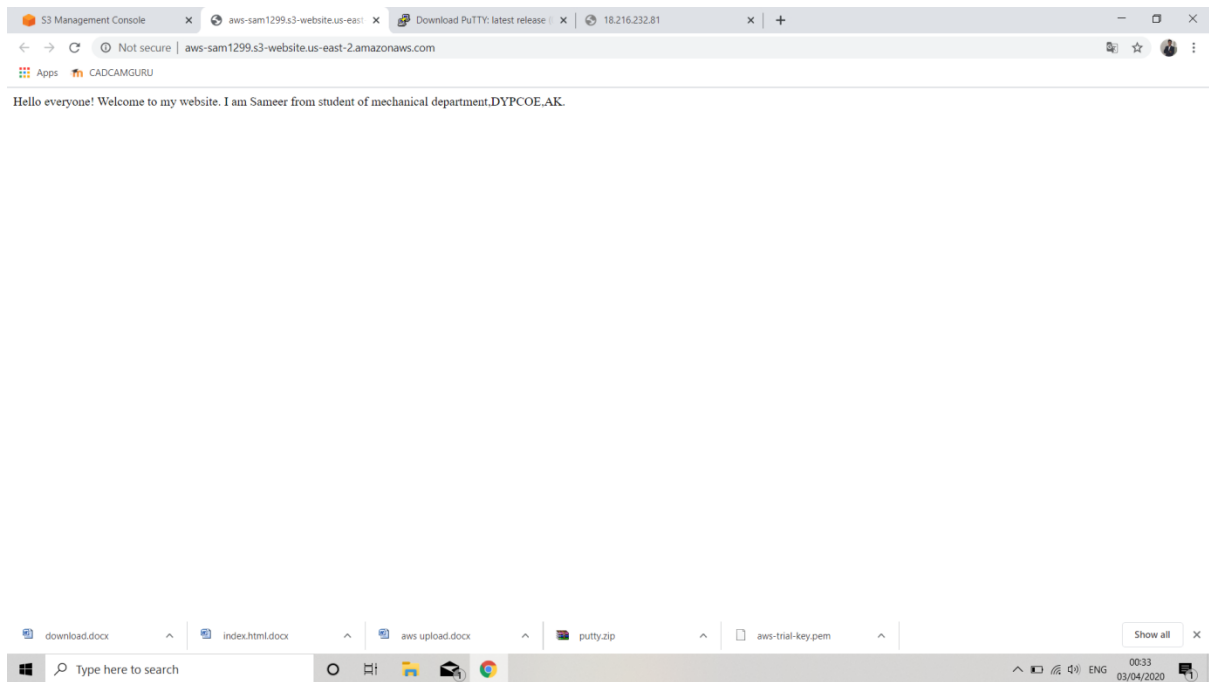 S3 Management Console
aws-sam1299.s3-website.us-east
Download PuTTY: latest release
18.216.232.81
Not secure | aws-sam1299.s3-website.us-east-2.amazonaws.com
Apps CADCAMGURU
Hello everyone! Welcome to my website. I am Sameer from student of mechanical department,DYPCOE,AK.
download.docx
index.html.docx
aws upload.docx
putty.zip
aws-trial-key.pem
Show all
Type here to search
ENG
00:33
03/04/2020